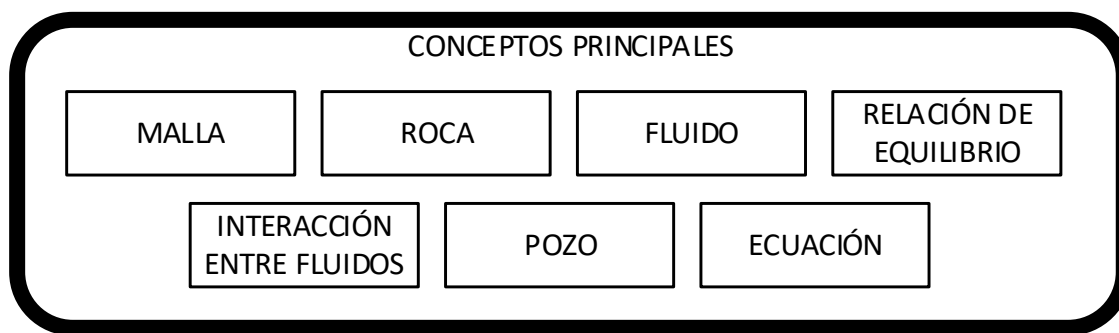 CONCEPTOS PRINCIPALES
MALLA
ROCA
FLUIDO
RELACIÓN DE
EQUILIBRIO
INTERACCIÓN
ENTRE FLUIDOS
POZO
ECUACIÓN